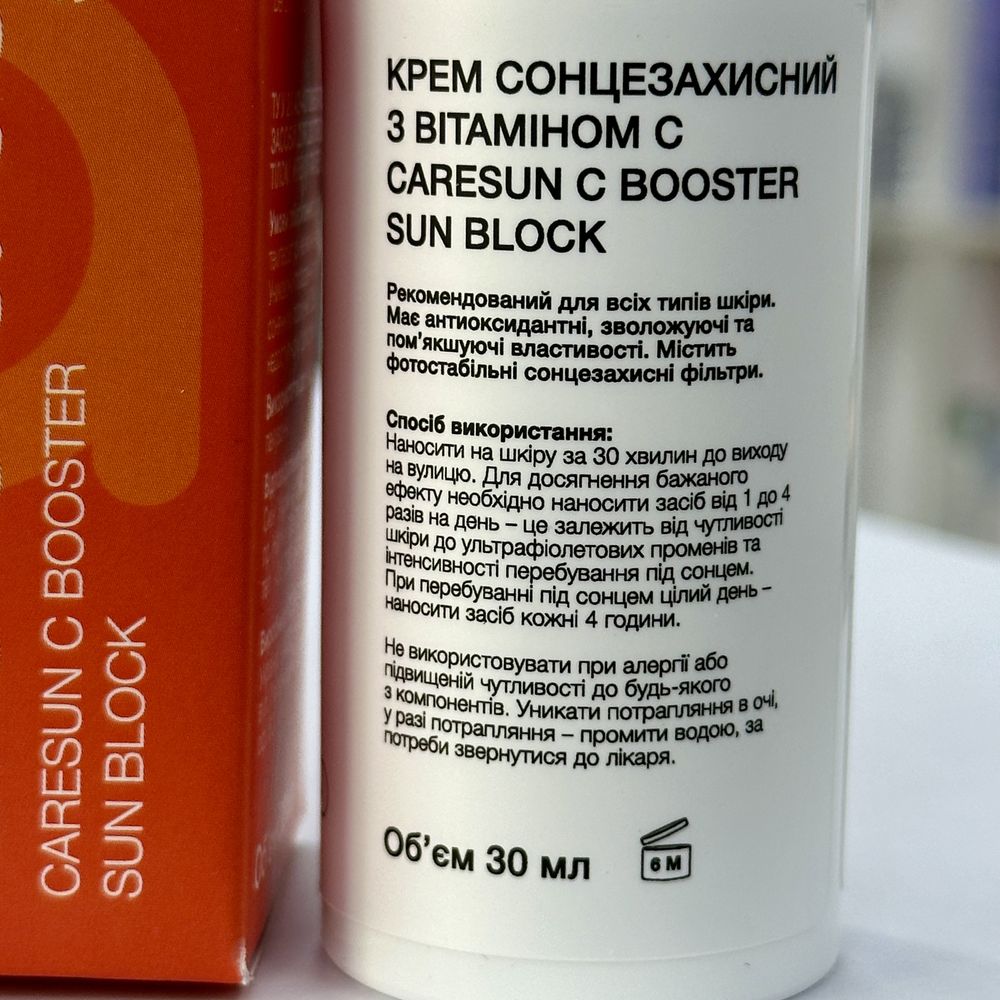 КРЕМ СОНЦЕЗАХИСНИЙ
З ВІТАМІНОМ С
CARESUN C BOOSTER
SUN BLOCK
Рекомендований для всіх типів шкіри.
Має антиоксидантні, зволожуючі та
пом’якшуючі властивості. Містить
фотостабільні сонцезахисні фільтри.
Спосіб використання:
Наносити на шкіру за 30 хвилин до виходу
на вулицю. Для досягнення бажаного
ефекту необхідно наносити засіб від 1 до 4
разів на день – це залежить від чутливості
шкіри до ультрафіолетових променів та
інтенсивності перебування під сонцем.
При перебуванні під сонцем цілий день –
наносити засіб кожні 4 години.
Не використовувати при алергії або
підвищеній чутливості до будь-якого
з компонентів. Уникати потрапляння в очі,
у разі потрапляння – промити водою, за
потреби звернутися до лікаря.
Об’єм 30 мл
6 М
CARESUN C BOOSTER
SUN BLOCK